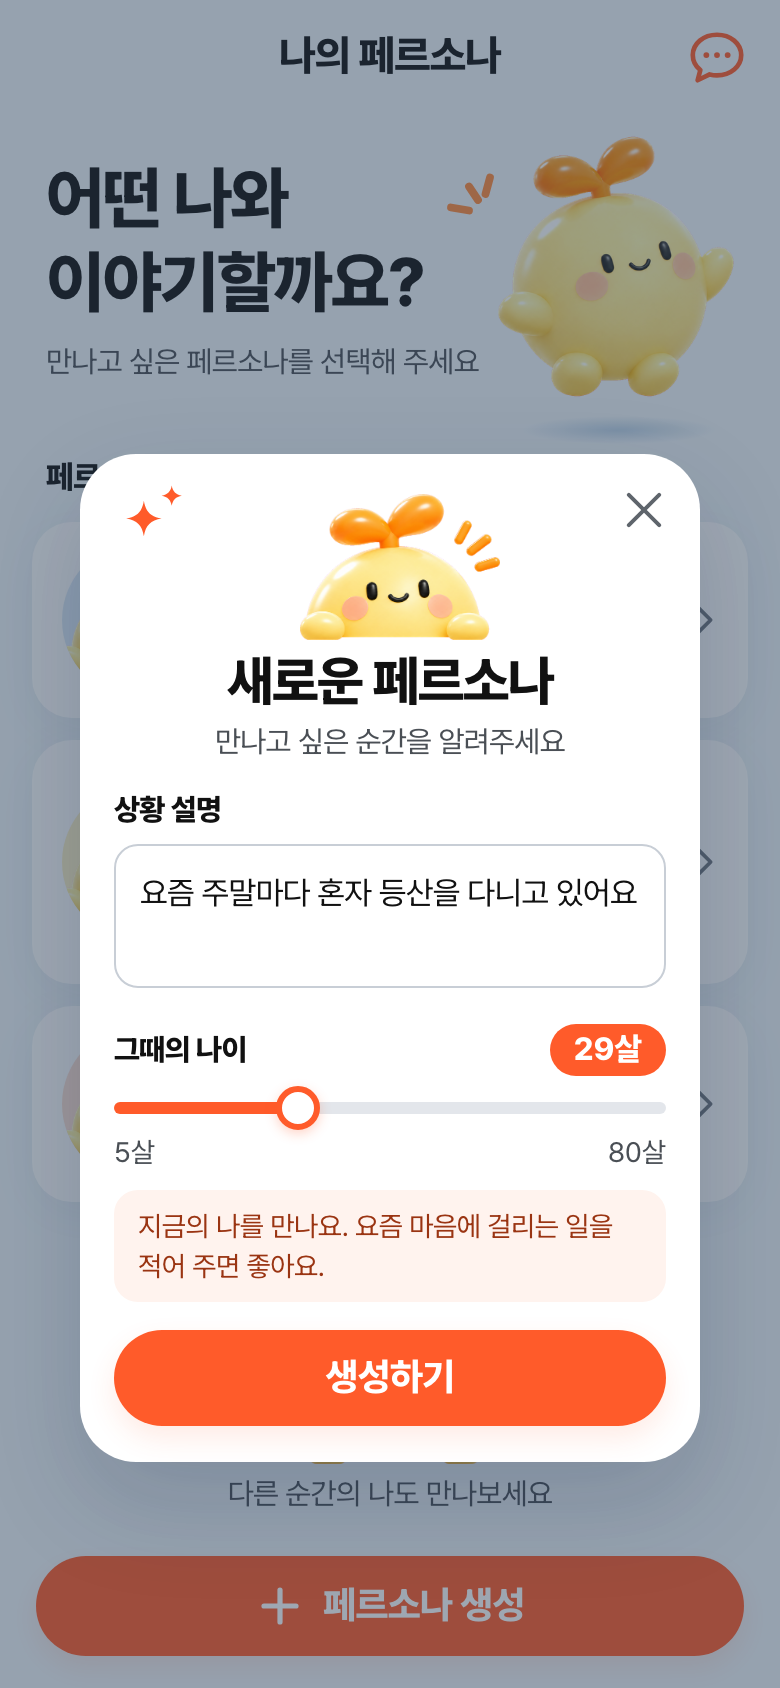 나의 페르소나
어떤 나와
이야기할까요?
만나고 싶은 페르소나를 선택해 주세요
새로운 페르소나
만나고 싶은 순간을 알려주세요
상황 설명
요즘 주말마다 혼자 등산을 다니고 있어요
그때의 나이
29살
5살
80살
지금의 나를 만나요. 요즘 마음에 걸리는 일을
적어 주면 좋아요.
생성하기
다른 순간의 나도 만나보세요
페르소나 생성